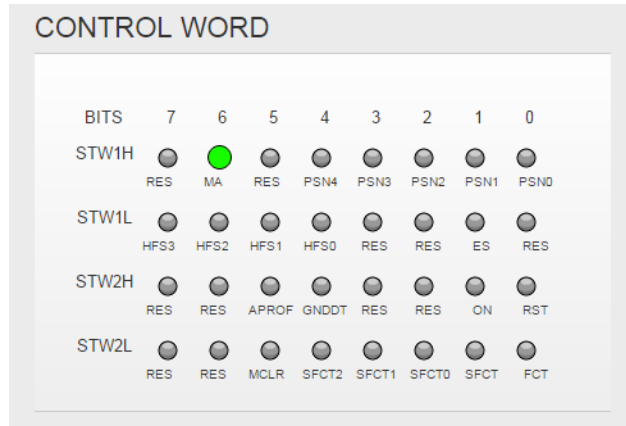 CONTROL WORD
BITS 7 6 5 4 3 2 1 0
STW1H
RES MA RES PSN4 PSN3 PSN2 PSN1 PSN0
STW1L
HFS3 HFS2 HFS1 HFS0 RES RES ES RES
STW2H
RES RES APROF GNDDT RES RES ON RST
STW2L
RES RES MCLR SFCT2 SFCT1 SFCT0 SFCT FCT